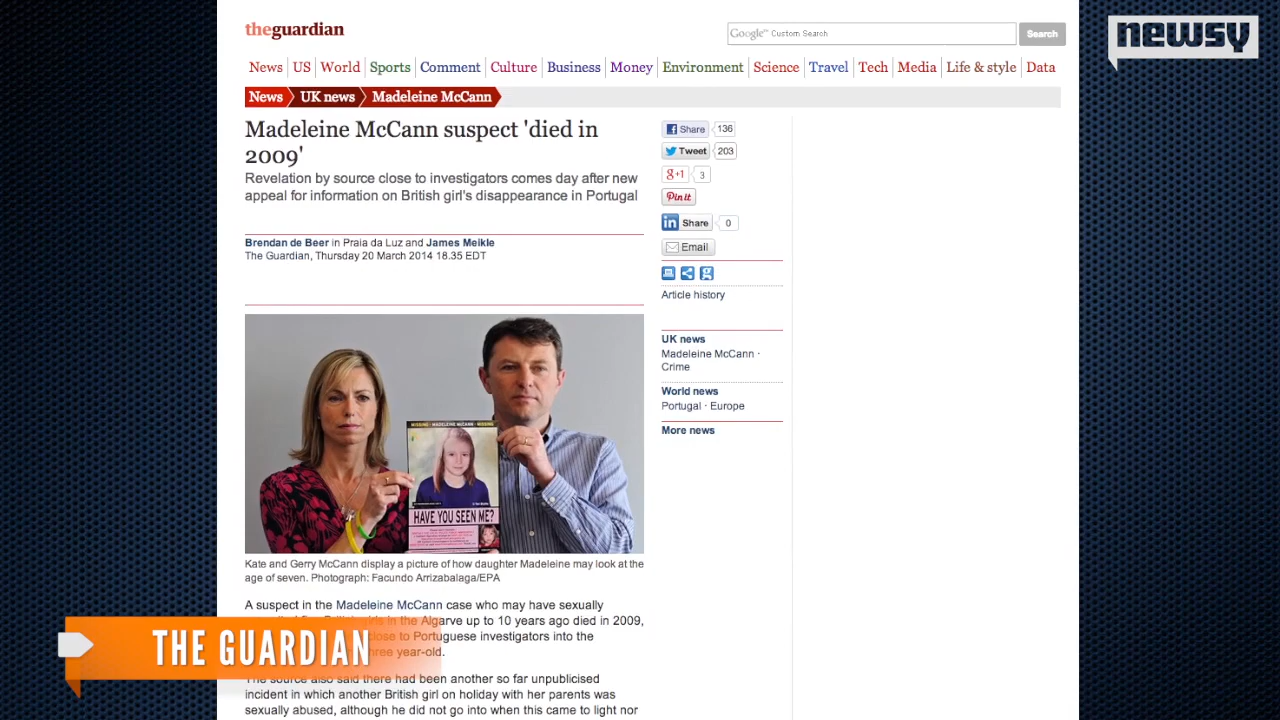 theguardian
Google™ Custom Search
Search
newsy
News US World Sports Comment Culture Business Money Environment Science Travel Tech Media Life & style Data
News UK news Madeleine McCann
Madeleine McCann suspect 'died in
2009'
Revelation by source close to investigators comes day after new
appeal for information on British girl's disappearance in Portugal
Brendan de Beer in Praia da Luz and James Meikle
The Guardian, Thursday 20 March 2014 18.35 EDT
Share 136
Tweet 203
g+1 3
Pin it
in Share 0
Email
Article history
UK news
Madeleine McCann ·
Crime
World news
Portugal · Europe
More news
HAVE YOU SEEN ME?
Kate and Gerry McCann display a picture of how daughter Madeleine may look at the
age of seven. Photograph: Facundo Arrizabalaga/EPA
A suspect in the Madeleine McCann case who may have sexually
in the Algarve up to 10 years ago died in 2009,
close to Portuguese investigators into the
three year-old.
The source also said there had been another so far unpublicised
incident in which another British girl on holiday with her parents was
sexually abused, although he did not go into when this came to light nor
THE GUARDIAN